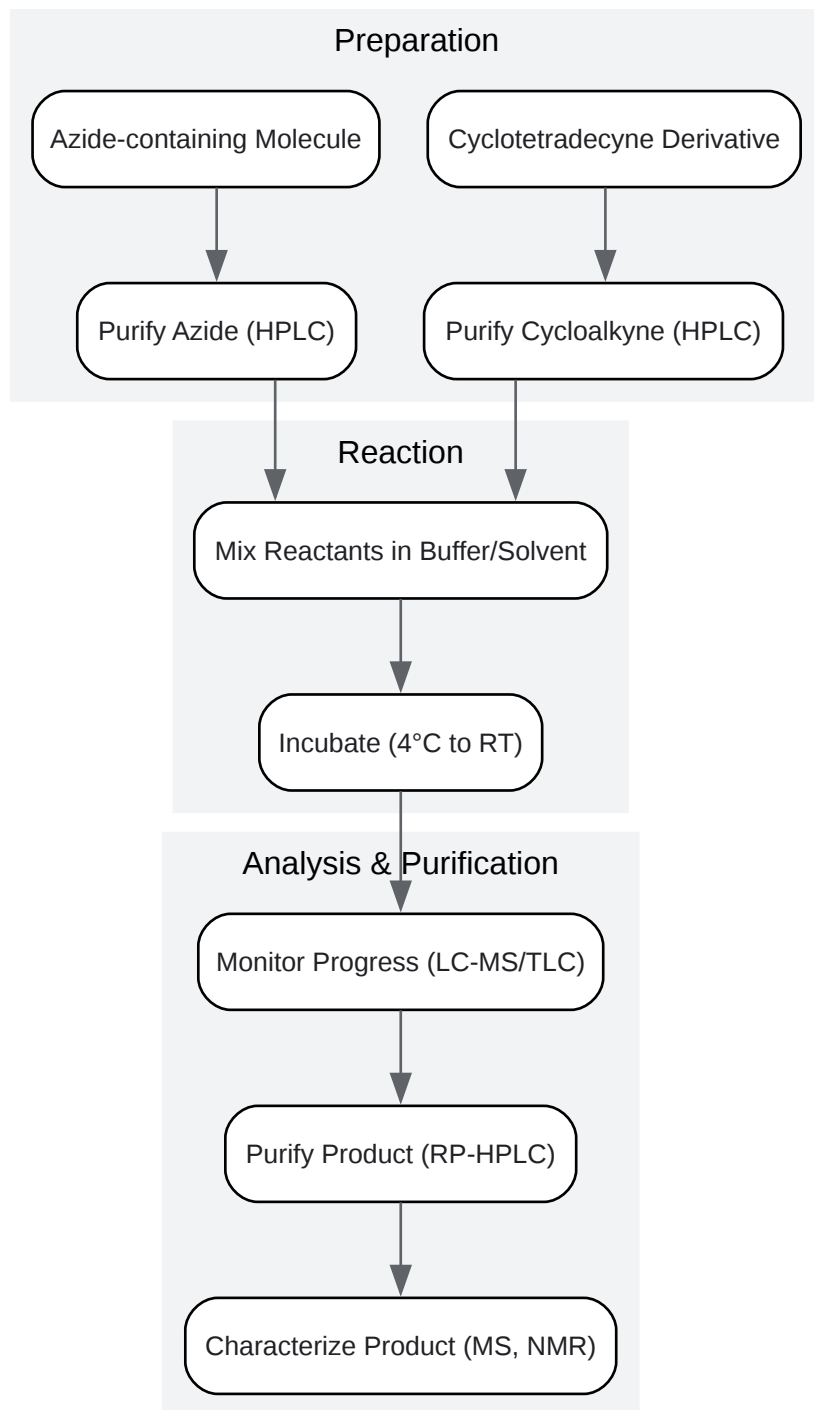 Preparation
Azide-containing Molecule
Cyclotetradecyne Derivative
Purify Azide (HPLC)
Purify Cycloalkyne (HPLC)
Reaction
Mix Reactants in Buffer/Solvent
Incubate (4°C to RT)
Analysis & Purification
Monitor Progress (LC-MS/TLC)
Purify Product (RP-HPLC)
Characterize Product (MS, NMR)